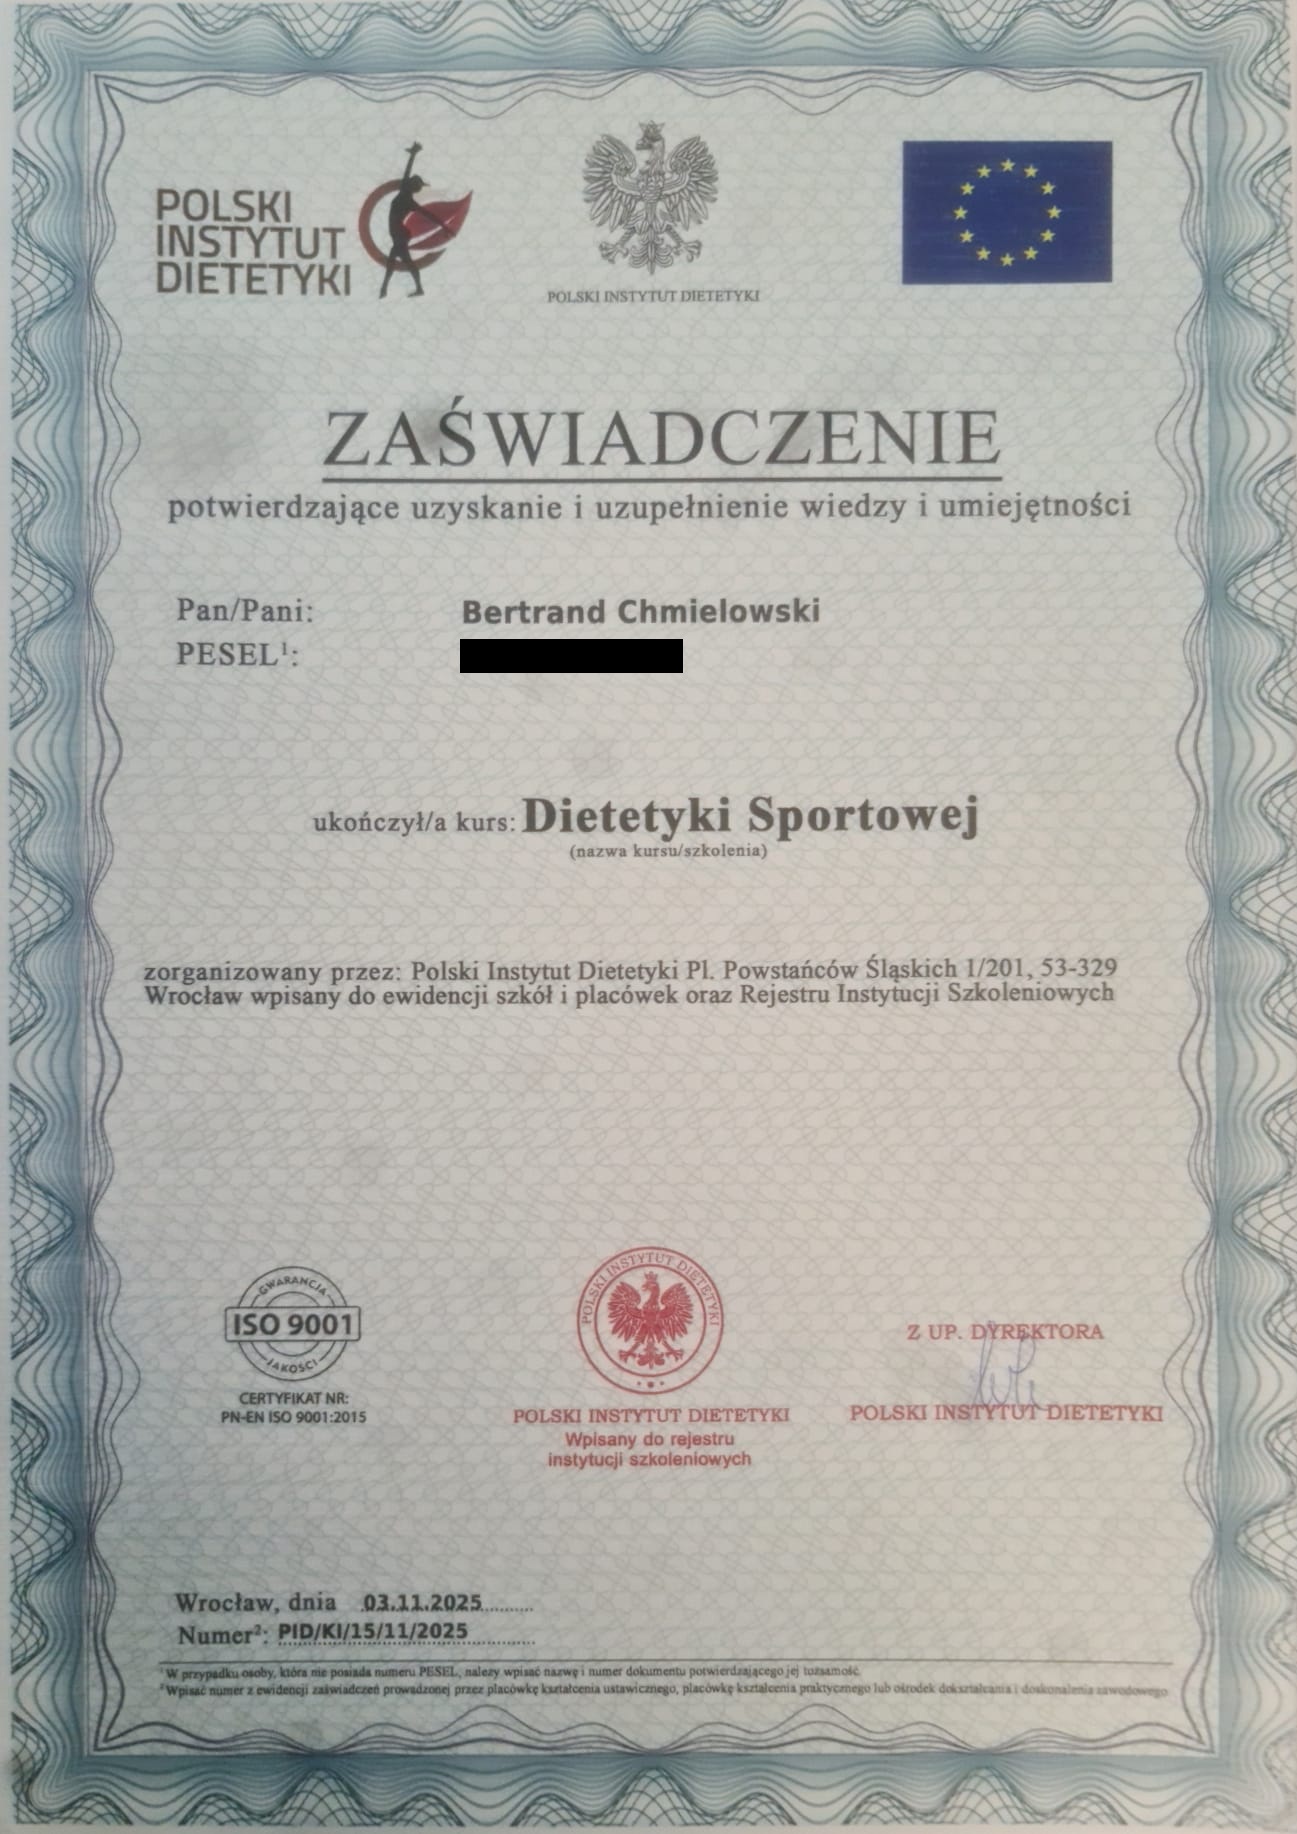 POLSKI
INSTYTUT
DIETETYKI
POLSKI INSTYTUT DIETETYKI
ZAŚWIADCZENIE
potwierdzające uzyskanie i uzupełnienie wiedzy i umiejętności
Pan/Pani: Bertrand Chmielowski
PESEL¹:
ukończył/a kurs: Dietetyki Sportowej
(nazwa kursu/szkolenia)
zorganizowany przez: Polski Instytut Dietetyki Pl. Powstańców Śląskich 1/201, 53-329
Wrocław wpisany do ewidencji szkół i placówek oraz Rejestru Instytucji Szkoleniowych
GWARANCJA
ISO 9001
JAKOŚCI
CERTYFIKAT NR:
PN-EN ISO 9001:2015
POLSKI INSTYTUT DIETETYKI
POLSKI INSTYTUT DIETETYKI
Wpisany do rejestru
instytucji szkoleniowych
Z UP. DYREKTORA
POLSKI INSTYTUT DIETETYKI
Wrocław, dnia 03.11.2025
Numer²: PID/KI/15/11/2025
¹W przypadku osoby, która nie posiada numeru PESEL, należy wpisać nazwę i numer dokumentu potwierdzającego jej tożsamość.
²Wpisać numer z ewidencji zaświadczeń prowadzonej przez placówkę kształcenia ustawicznego, placówkę kształcenia praktycznego lub ośrodek dokształcania i doskonalenia zawodowego